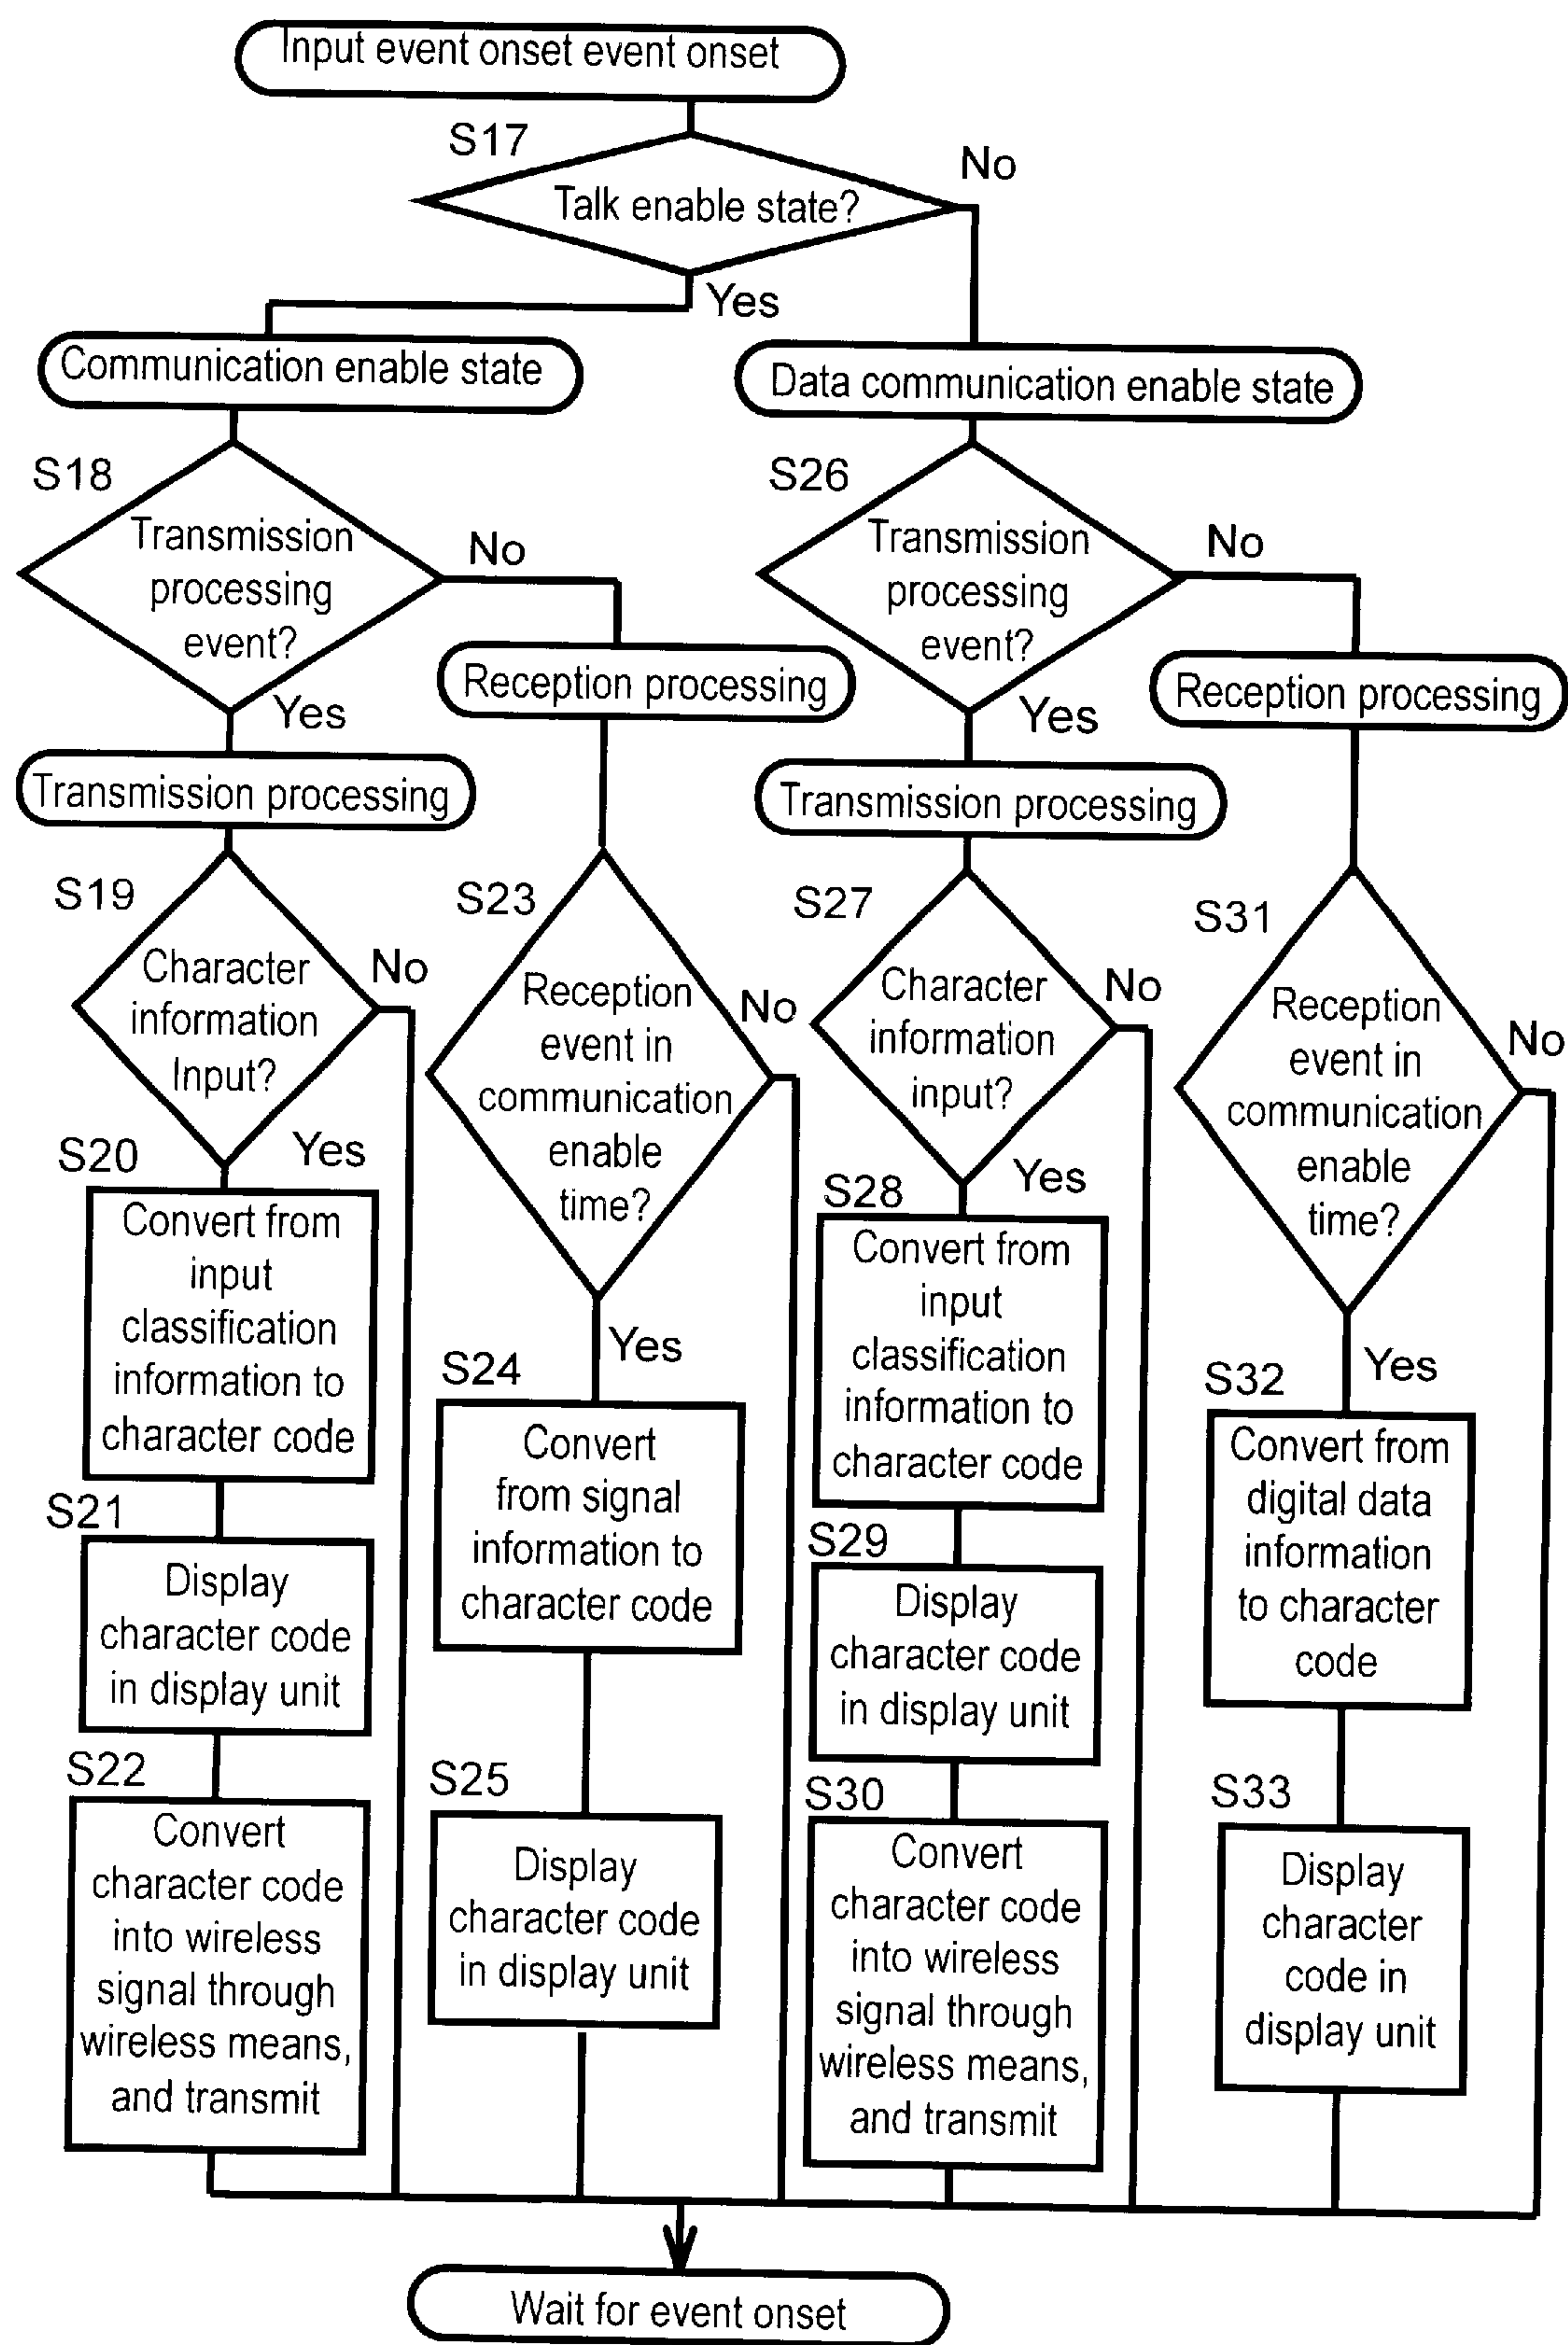 Input event onset event onset
S17
No
Talk enable state?
Yes
Communication enable state
Data communication enable state
S18
Transmission
processing
event?
No
Yes
Reception processing
Transmission processing
S19
Character
information
Input?
No
Yes
S20
Convert from
input
classification
information to
character code
S21
Display
character code
in display unit
S22
Convert
character code
into wireless
signal through
wireless means,
and transmit
S23
Reception
event in
communication
enable
time?
No
Yes
S24
Convert
from signal
information to
character code
S25
Display
character code
in display unit
S26
Transmission
processing
event?
No
Yes
Reception processing
Transmission processing
S27
Character
information
input?
No
Yes
S28
Convert from
input
classification
information to
character code
S29
Display
character code
in display unit
S30
Convert
character code
into wireless
signal through
wireless means,
and transmit
S31
Reception
event in
communication
enable
time?
No
Yes
S32
Convert from
digital data
information
to character
code
S33
Display
character
code in
display unit
Wait for event onset